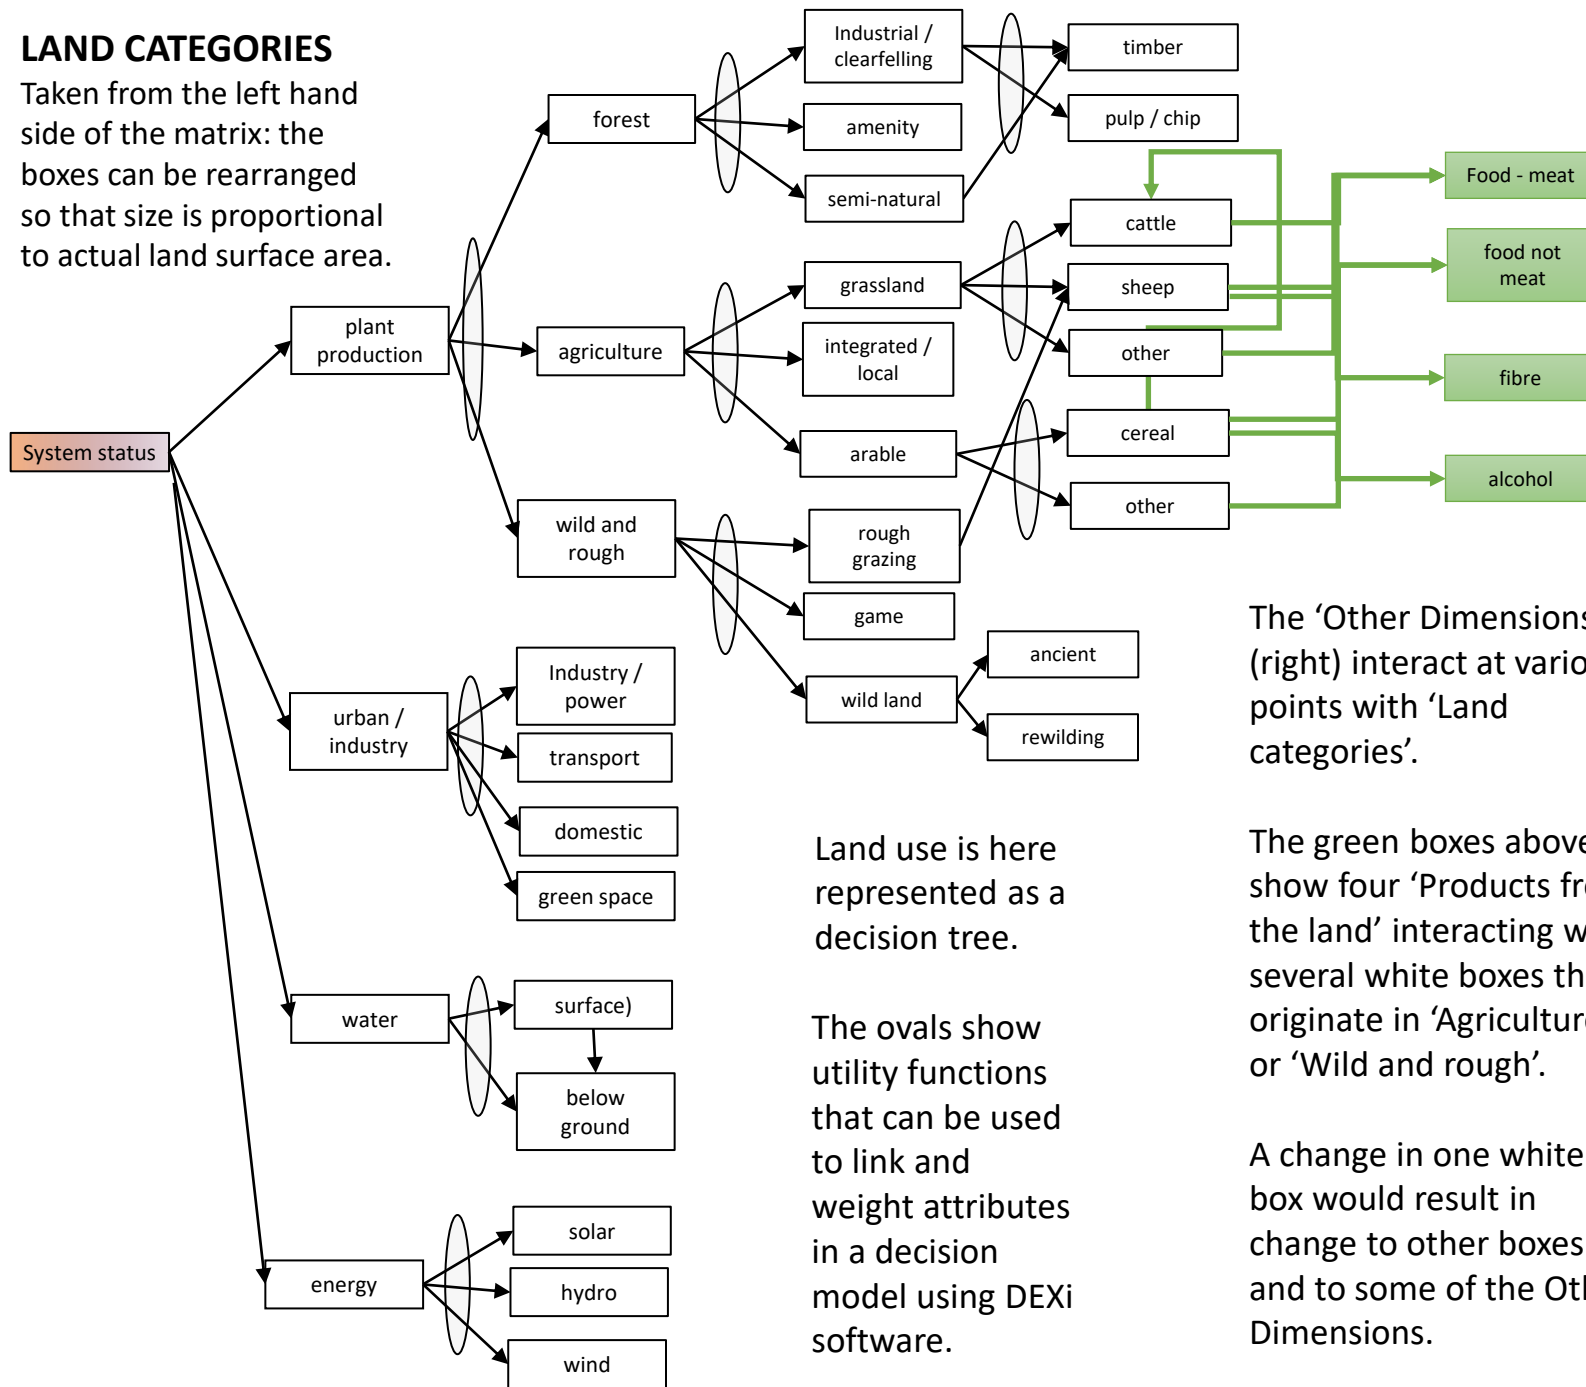 LAND CATEGORIES
Taken from the left hand
side of the matrix: the
boxes can be rearranged
so that size is proportional
to actual land surface area.
System status
plant
production
urban /
industry
water
energy
forest
agriculture
wild and
rough
Industry /
power
transport
domestic
green space
surface)
below
ground
solar
hydro
wind
Industrial /
clearfelling
amenity
semi-natural
grassland
integrated /
local
arable
rough
grazing
game
wild land
timber
pulp / chip
cattle
sheep
other
cereal
other
ancient
rewilding
Food - meat
food not
meat
fibre
alcohol
Land use is here
represented as a
decision tree.
The ovals show
utility functions
that can be used
to link and
weight attributes
in a decision
model using DEXi
software.
The ‘Other Dimensions
(right) interact at
points with ‘Land
categories’.
The green boxes
show four ‘Products
the land’ interacting
several white boxes
originate in
or ‘Wild and rough’.
A change in one white
box would result in
change to other boxes
and to some of the
Dimensions.